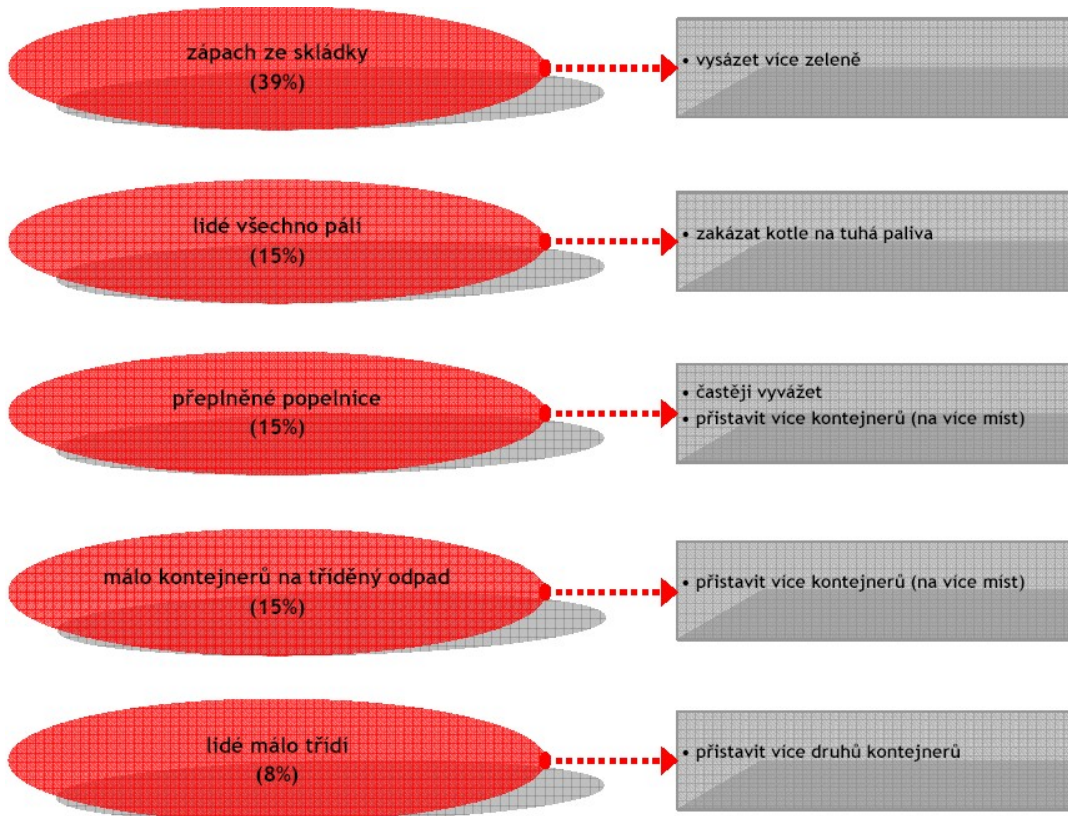 zápach ze skládky
(39%)
• vysázet více zeleně
lidé všechno pálí
(15%)
• zakázat kotle na tuhá paliva
přeplněné popelnice
(15%)
• častěji vyvážet
• přistavit více kontejnerů (na více míst)
málo kontejnerů na tříděný odpad
(15%)
• přistavit více kontejnerů (na více míst)
lidé málo třídí
(8%)
• přistavit více druhů kontejnerů